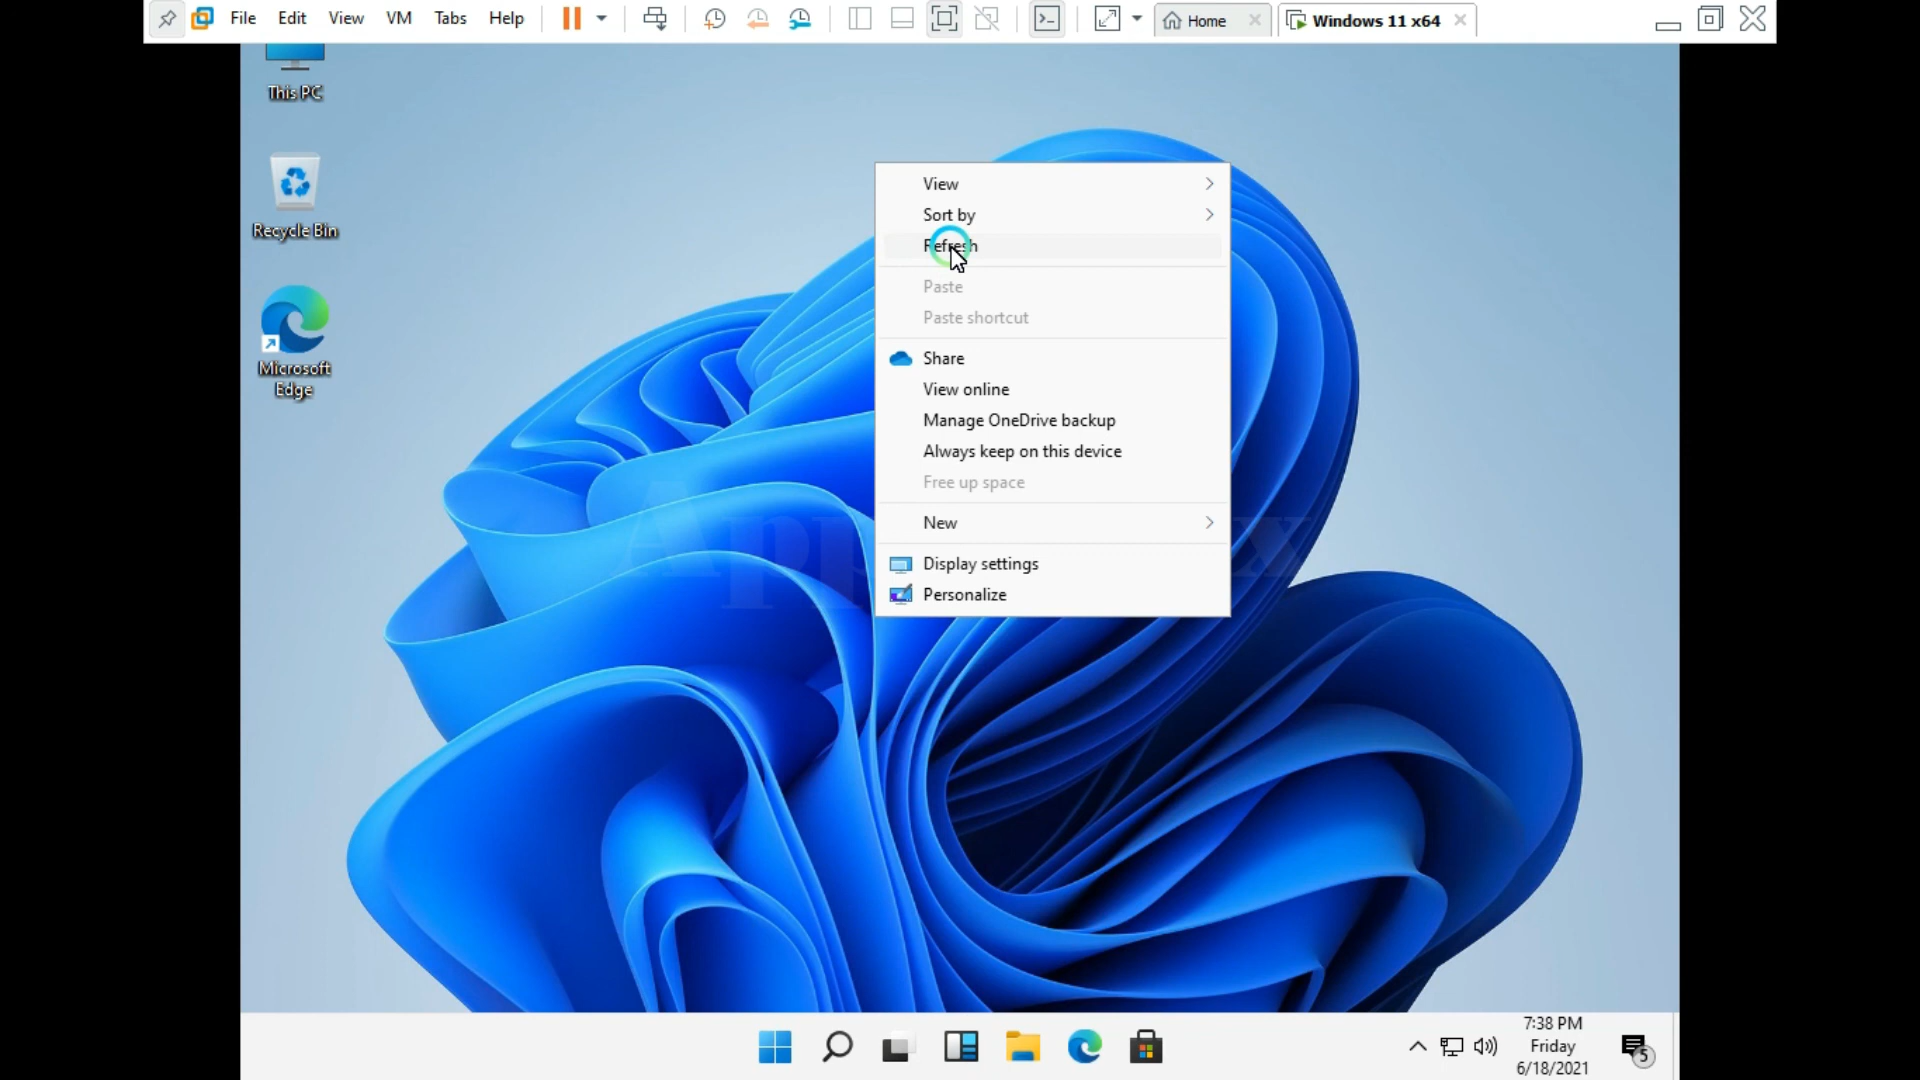 File Edit View VM Tabs Help
Home
Windows 11 x64
This PC
Recycle Bin
Microsoft
Edge
View
Sort by
Refresh
Paste
Paste shortcut
Share
View online
Manage OneDrive backup
Always keep on this device
Free up space
New
Display settings
Personalize
7:38 PM
Friday
6/18/2021
5